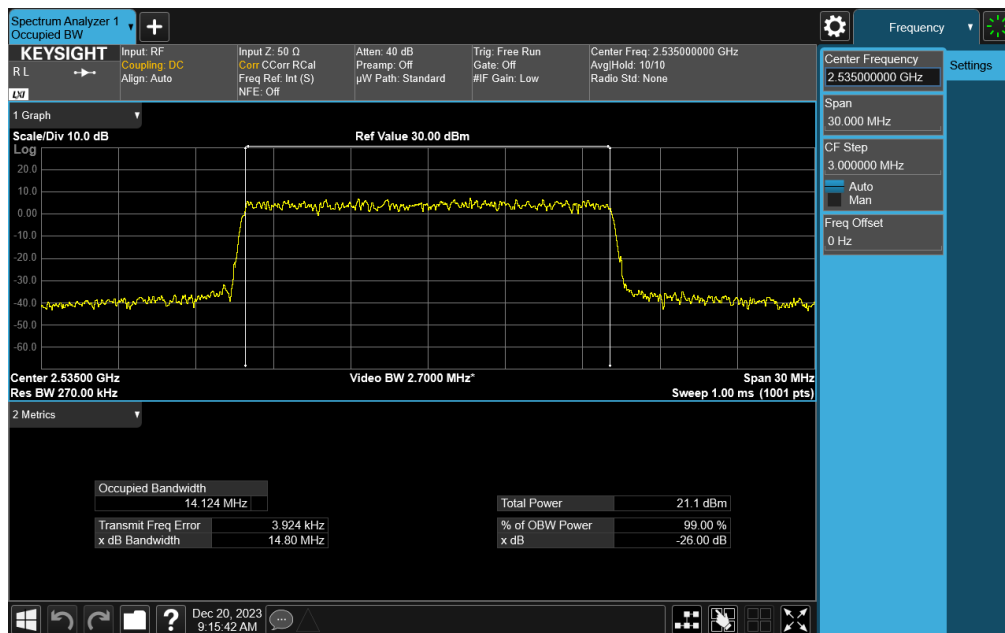 Spectrum Analyzer 1
Occupied BW
Frequency
KEYSIGHT
R L
LXI
Input: RF
Coupling: DC
Align: Auto
Input Z: 50 Ω
Corr CCorr RCal
Freq Ref: Int (S)
NFE: Off
Atten: 40 dB
Preamp: Off
µW Path: Standard
Trig: Free Run
Gate: Off
#IF Gain: Low
Center Freq: 2.535000000 GHz
Avg|Hold: 10/10
Radio Std: None
Center Frequency
2.535000000 GHz
Settings
Span
30.000 MHz
CF Step
3.000000 MHz
Auto
Man
Freq Offset
0 Hz
1 Graph
Scale/Div 10.0 dB
Ref Value 30.00 dBm
Log
20.0
10.0
0.00
-10.0
-20.0
-30.0
-40.0
-50.0
-60.0
Center 2.53500 GHz
Video BW 2.7000 MHz*
Span 30 MHz
Res BW 270.00 kHz
Sweep 1.00 ms (1001 pts)
2 Metrics
Occupied Bandwidth
14.124 MHz
Total Power 21.1 dBm
Transmit Freq Error 3.924 kHz
% of OBW Power 99.00 %
x dB Bandwidth 14.80 MHz
x dB -26.00 dB
Dec 20, 2023
9:15:42 AM